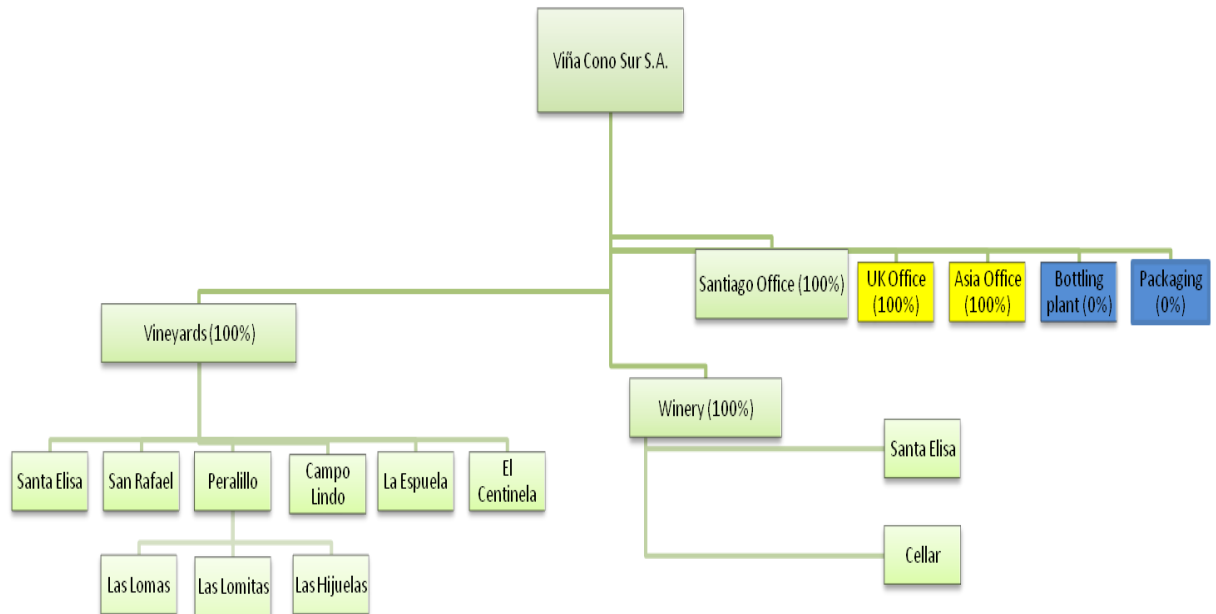 Viña Cono Sur S.A.
Santiago Office (100%)
UK Office
(100%)
Asia Office
(100%)
Bottling
plant (0%)
Packaging
(0%)
Vineyards (100%)
Winery (100%)
Santa Elisa
San Rafael
Peralillo
Campo
Lindo
La Espuela
El
Centinela
Santa Elisa
Cellar
Las Lomas
Las Lomitas
Las Hijuelas